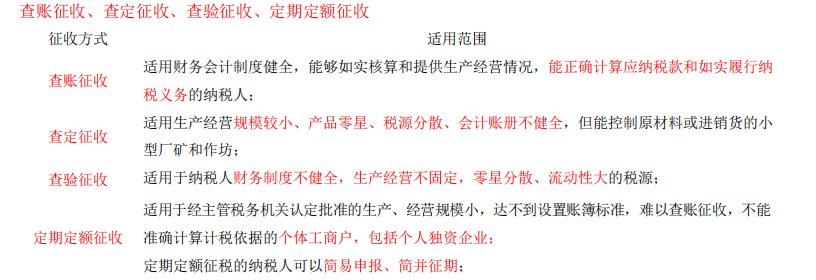 查账征收、查定征收、查验征收、定期定额征收
征收方式 适用范围
查账征收 适用财务会计制度健全，能够如实核算和提供生产经营情况，能正确计算应纳税款和如实履行纳
税义务的纳税人；
查定征收 适用生产经营规模较小、产品零星、税源分散、会计账册不健全，但能控制原材料或进销货的小
型厂矿和作坊；
查验征收 适用于纳税人财务制度不健全，生产经营不固定，零星分散、流动性大的税源；
适用于经主管税务机关认定批准的生产、经营规模小，达不到设置账簿标准，难以查账征收，不能
定期定额征收 准确计算计税依据的个体工商户，包括个人独资企业；
定期定额征税的纳税人可以简易申报、简并征期；